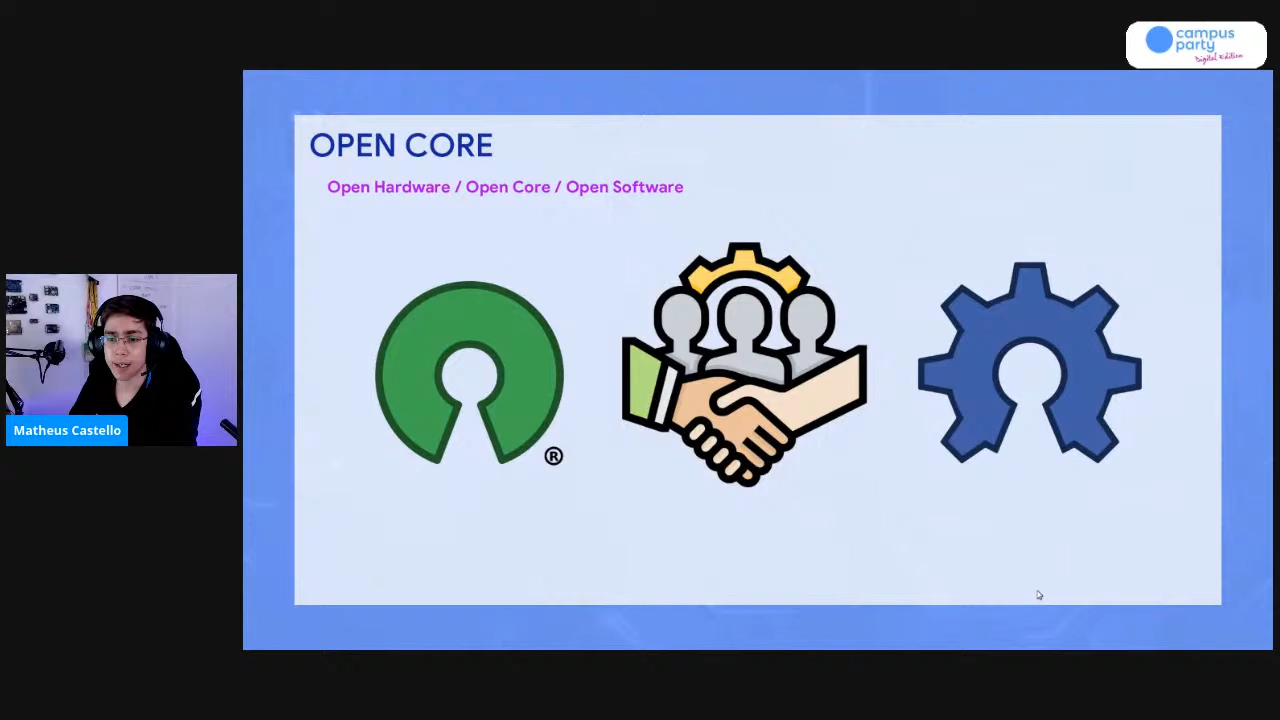 campus
party
Digital Edition
OPEN CORE
Open Hardware / Open Core / Open Software
®
Matheus Castello